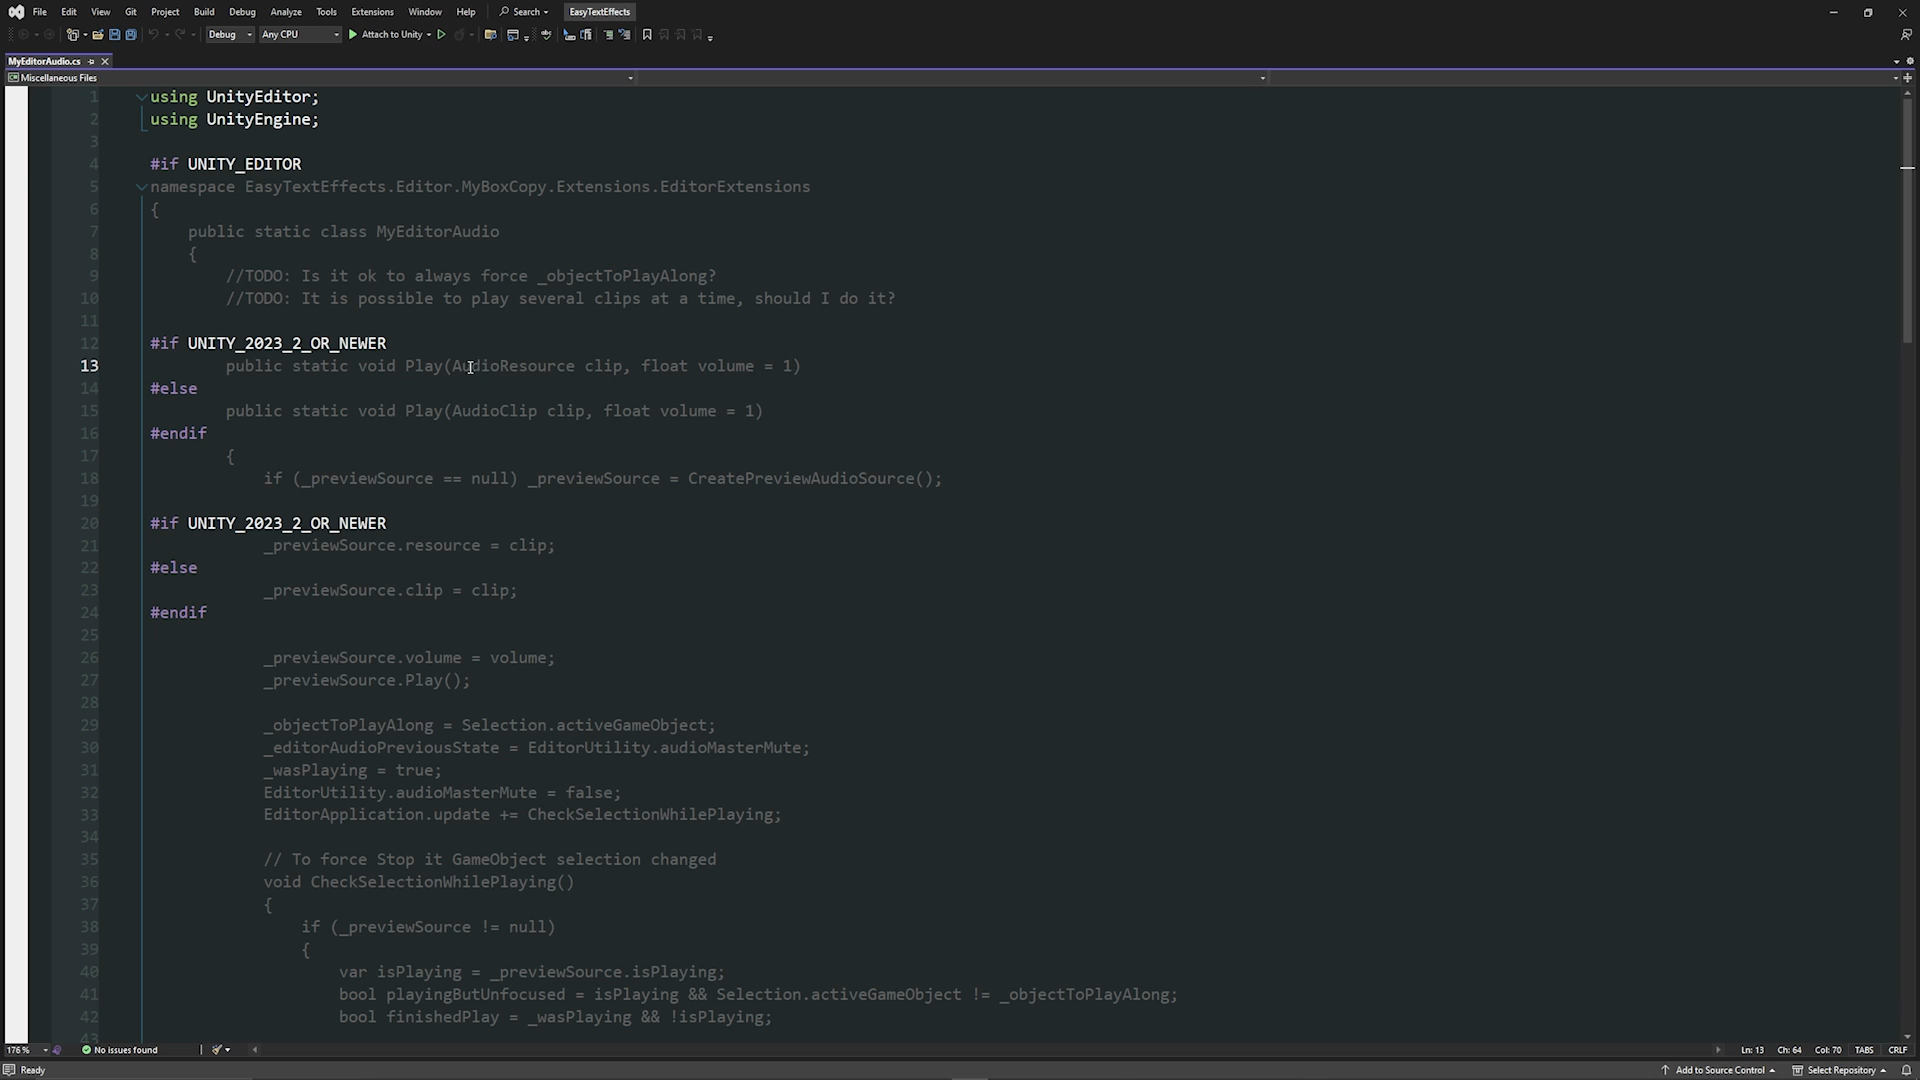 File Edit View Git Project Build Debug Analyze Tools Extensions Window Help Search EasyTextEffects
Debug Any CPU Attach to Unity
MyEditorAudio.cs
Miscellaneous Files
1 using UnityEditor;
2 using UnityEngine;
3
4 #if UNITY_EDITOR
5 namespace EasyTextEffects.Editor.MyBoxCopy.Extensions.EditorExtensions
6 {
7 public static class MyEditorAudio
8 {
9 //TODO: Is it ok to always force _objectToPlayAlong?
10 //TODO: It is possible to play several clips at a time, should I do it?
11
12 #if UNITY_2023_2_OR_NEWER
13 public static void Play(AudioResource clip, float volume = 1)
14 #else
15 public static void Play(AudioClip clip, float volume = 1)
16 #endif
17 {
18 if (_previewSource == null) _previewSource = CreatePreviewAudioSource();
19
20 #if UNITY_2023_2_OR_NEWER
21 _previewSource.resource = clip;
22 #else
23 _previewSource.clip = clip;
24 #endif
25
26 _previewSource.volume = volume;
27 _previewSource.Play();
28
29 _objectToPlayAlong = Selection.activeGameObject;
30 _editorAudioPreviousState = EditorUtility.audioMasterMute;
31 _wasPlaying = true;
32 EditorUtility.audioMasterMute = false;
33 EditorApplication.update += CheckSelectionWhilePlaying;
34
35 // To force Stop it GameObject selection changed
36 void CheckSelectionWhilePlaying()
37 {
38 if (_previewSource != null)
39 {
40 var isPlaying = _previewSource.isPlaying;
41 bool playingButUnfocused = isPlaying && Selection.activeGameObject != _objectToPlayAlong;
42 bool finishedPlay = _wasPlaying && !isPlaying;
43
176 % No issues found Ln: 13 Ch: 64 Col: 70 TABS CRLF
Ready Add to Source Control Select Repository